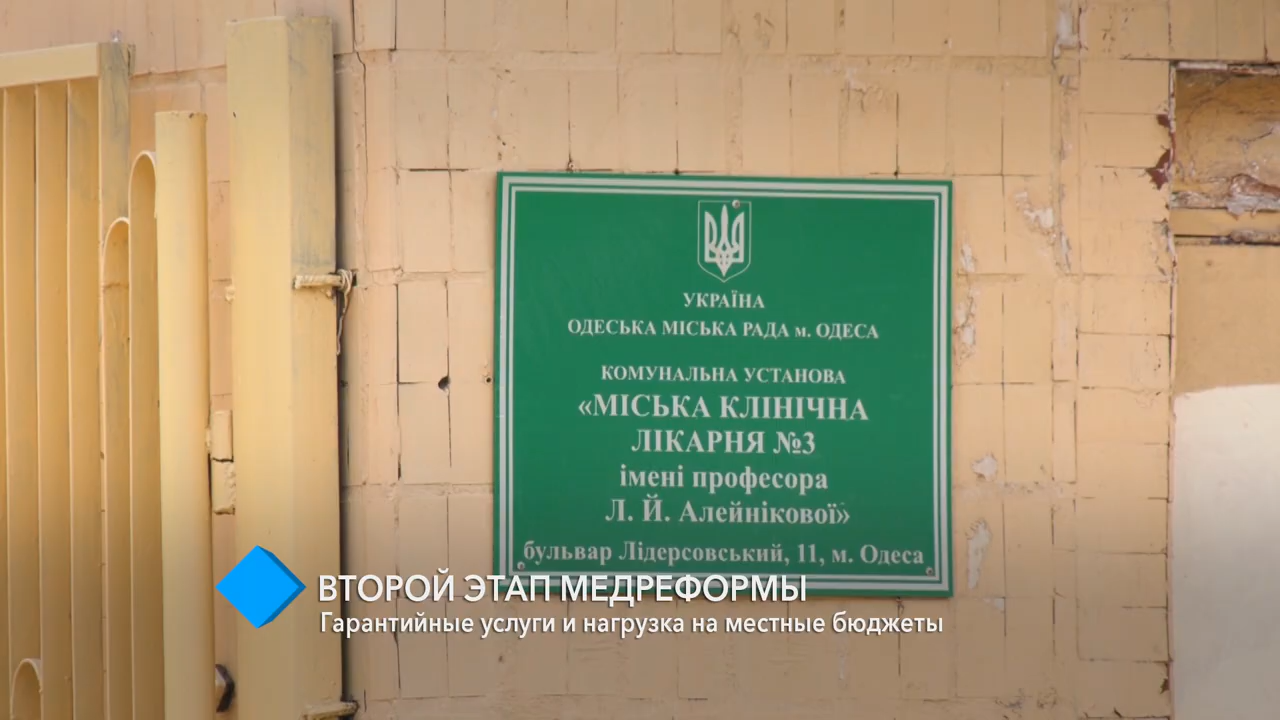 УКРАЇНА
ОДЕСЬКА МІСЬКА РАДА м. ОДЕСА
КОМУНАЛЬНА УСТАНОВА
«МІСЬКА КЛІНІЧНА
ЛІКАРНЯ №3
імені професора
Л. Й. Алейнікової»
бульвар Лідерсовський, 11, м. Одеса
ВТОРОЙ ЭТАП МЕДРЕФОРМЫ
Гарантийные услуги и нагрузка на местные бюджеты